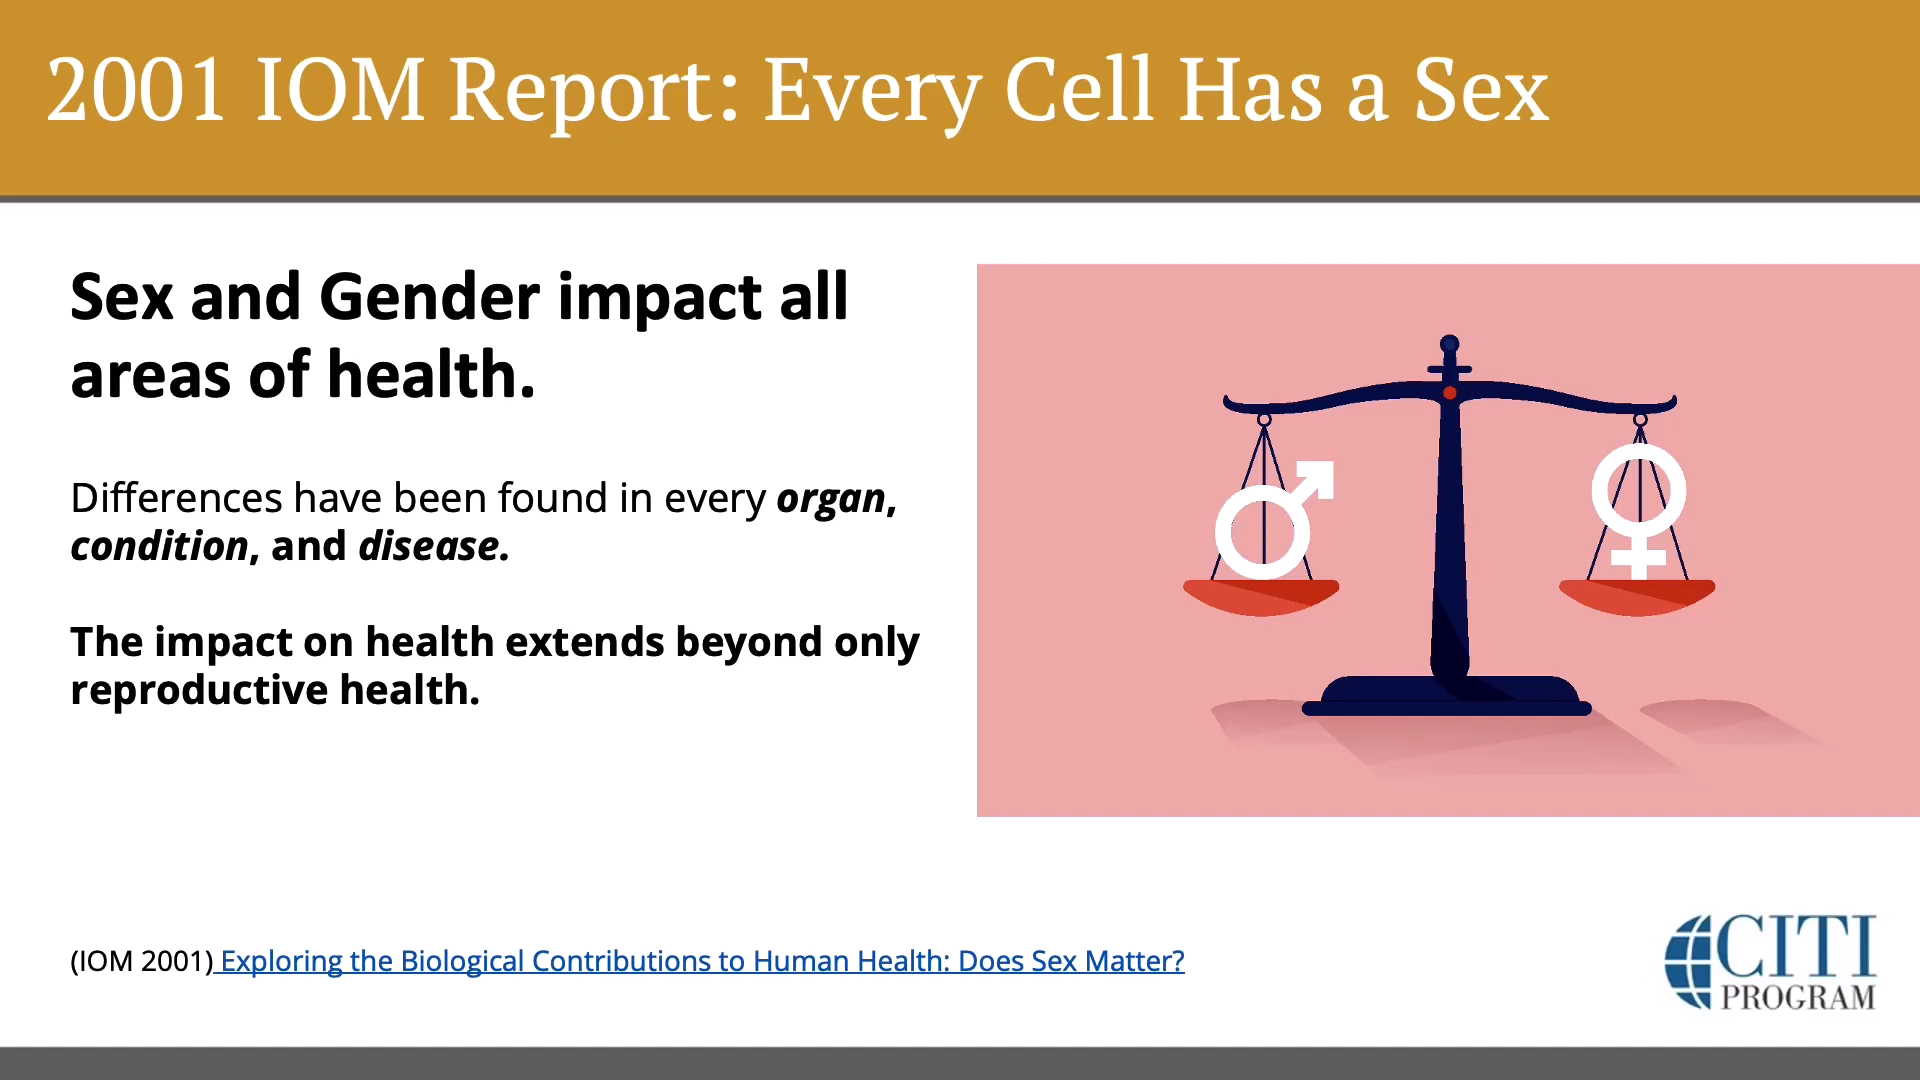 2001 IOM Report: Every Cell Has a Sex
Sex and Gender impact all
areas of health.
Differences have been found in every organ,
condition, and disease.
The impact on health extends beyond only
reproductive health.
(IOM 2001) Exploring the Biological Contributions to Human Health: Does Sex Matter?
CITI
PROGRAM